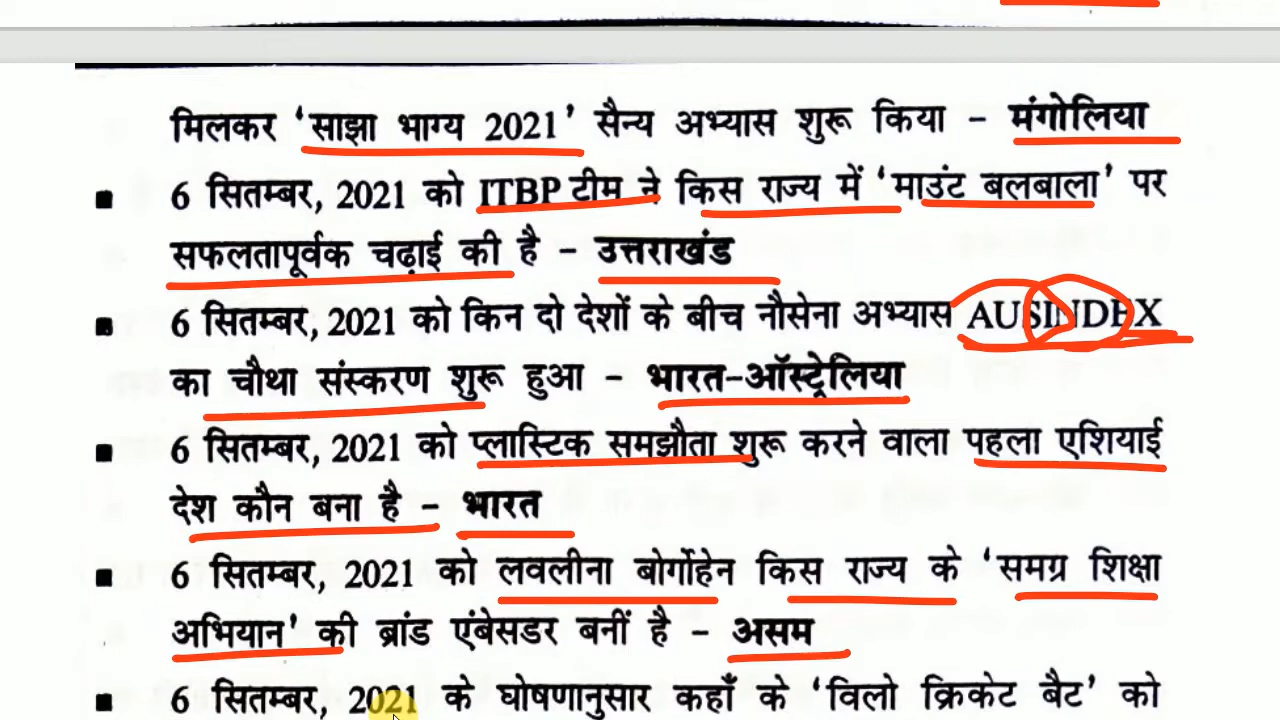 मिलकर ‘साझा भाग्य 2021’ सैन्य अभ्यास शुरू किया – मंगोलिया
▪ 6 सितम्बर, 2021 को ITBP टीम ने किस राज्य में ‘माउंट बलबाला’ पर
सफलतापूर्वक चढ़ाई की है – उत्तराखंड
▪ 6 सितम्बर, 2021 को किन दो देशों के बीच नौसेना अभ्यास AUSINDEX
का चौथा संस्करण शुरू हुआ – भारत-ऑस्ट्रेलिया
▪ 6 सितम्बर, 2021 को प्लास्टिक समझौता शुरू करने वाला पहला एशियाई
देश कौन बना है – भारत
▪ 6 सितम्बर, 2021 को लवलीना बोर्गोहेन किस राज्य के ‘समग्र शिक्षा
अभियान’ की ब्रांड एंबेसडर बनीं है – असम
▪ 6 सितम्बर, 2021 के घोषणानुसार कहाँ के ‘विलो क्रिकेट बैट’ को